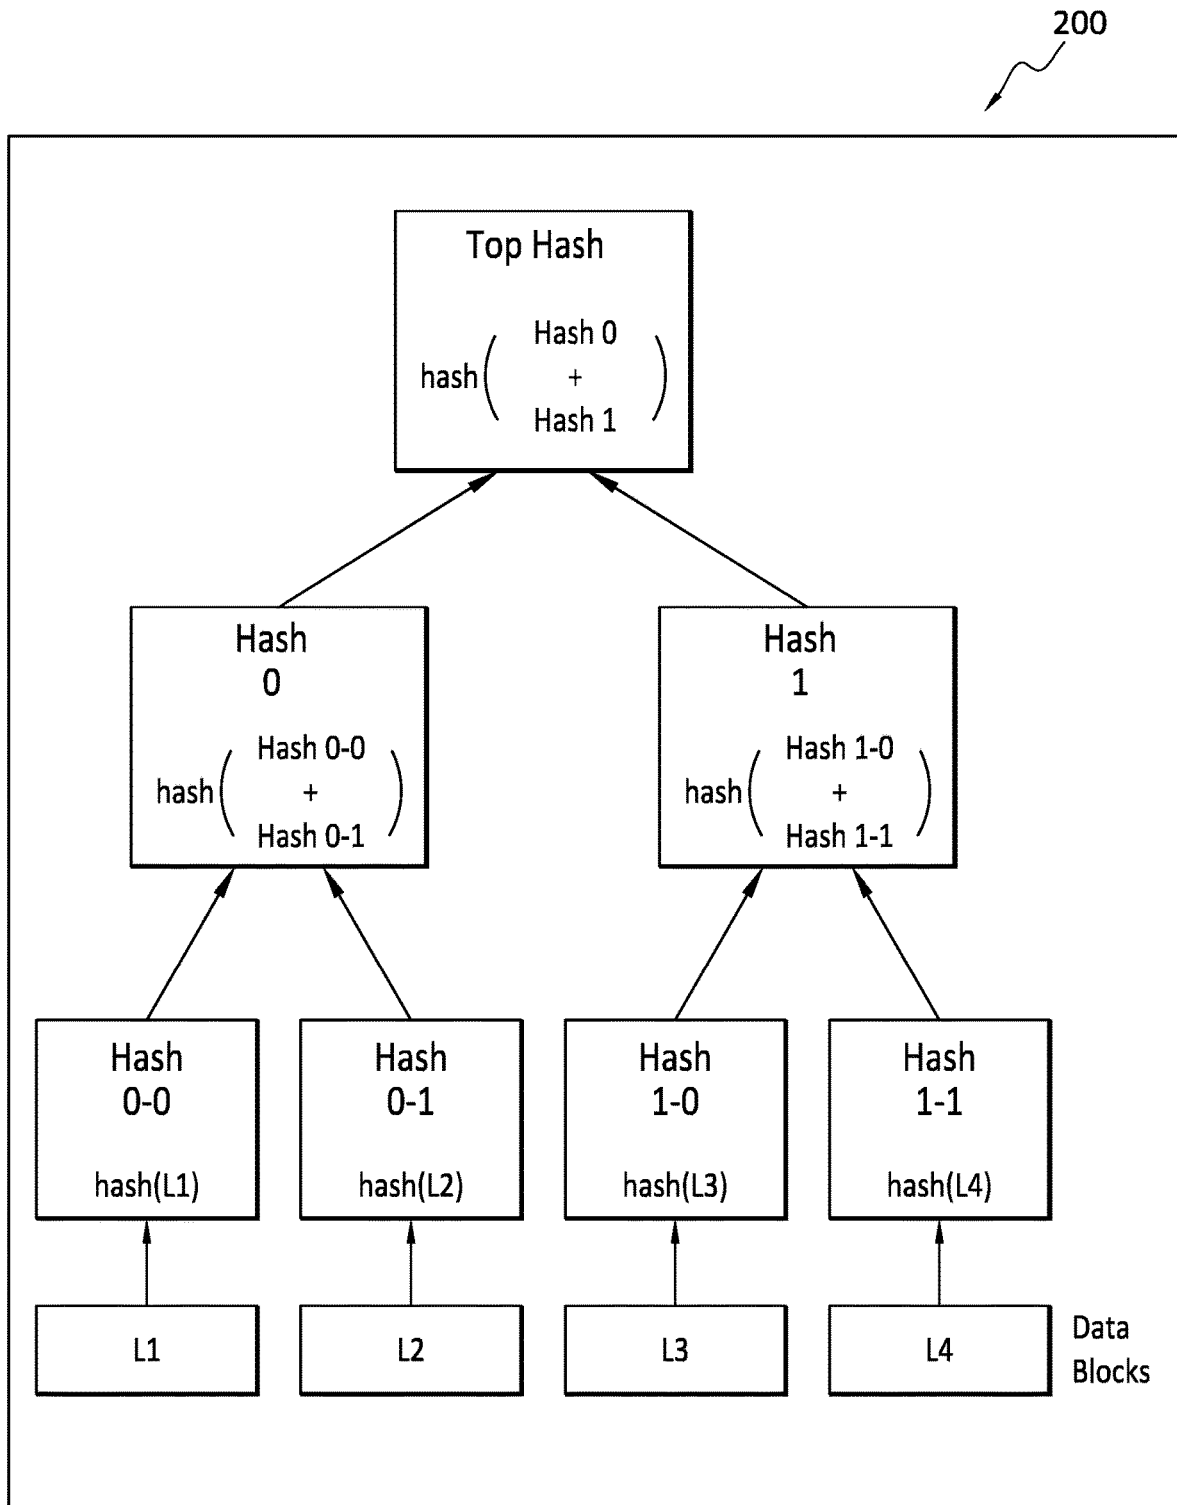 200
Top Hash
Hash 0
hash( + )
Hash 1
Hash
0
Hash 0-0
hash( + )
Hash 0-1
Hash
1
Hash 1-0
hash( + )
Hash 1-1
Hash
0-0
hash(L1)
Hash
0-1
hash(L2)
Hash
1-0
hash(L3)
Hash
1-1
hash(L4)
L1
L2
L3
L4
Data
Blocks